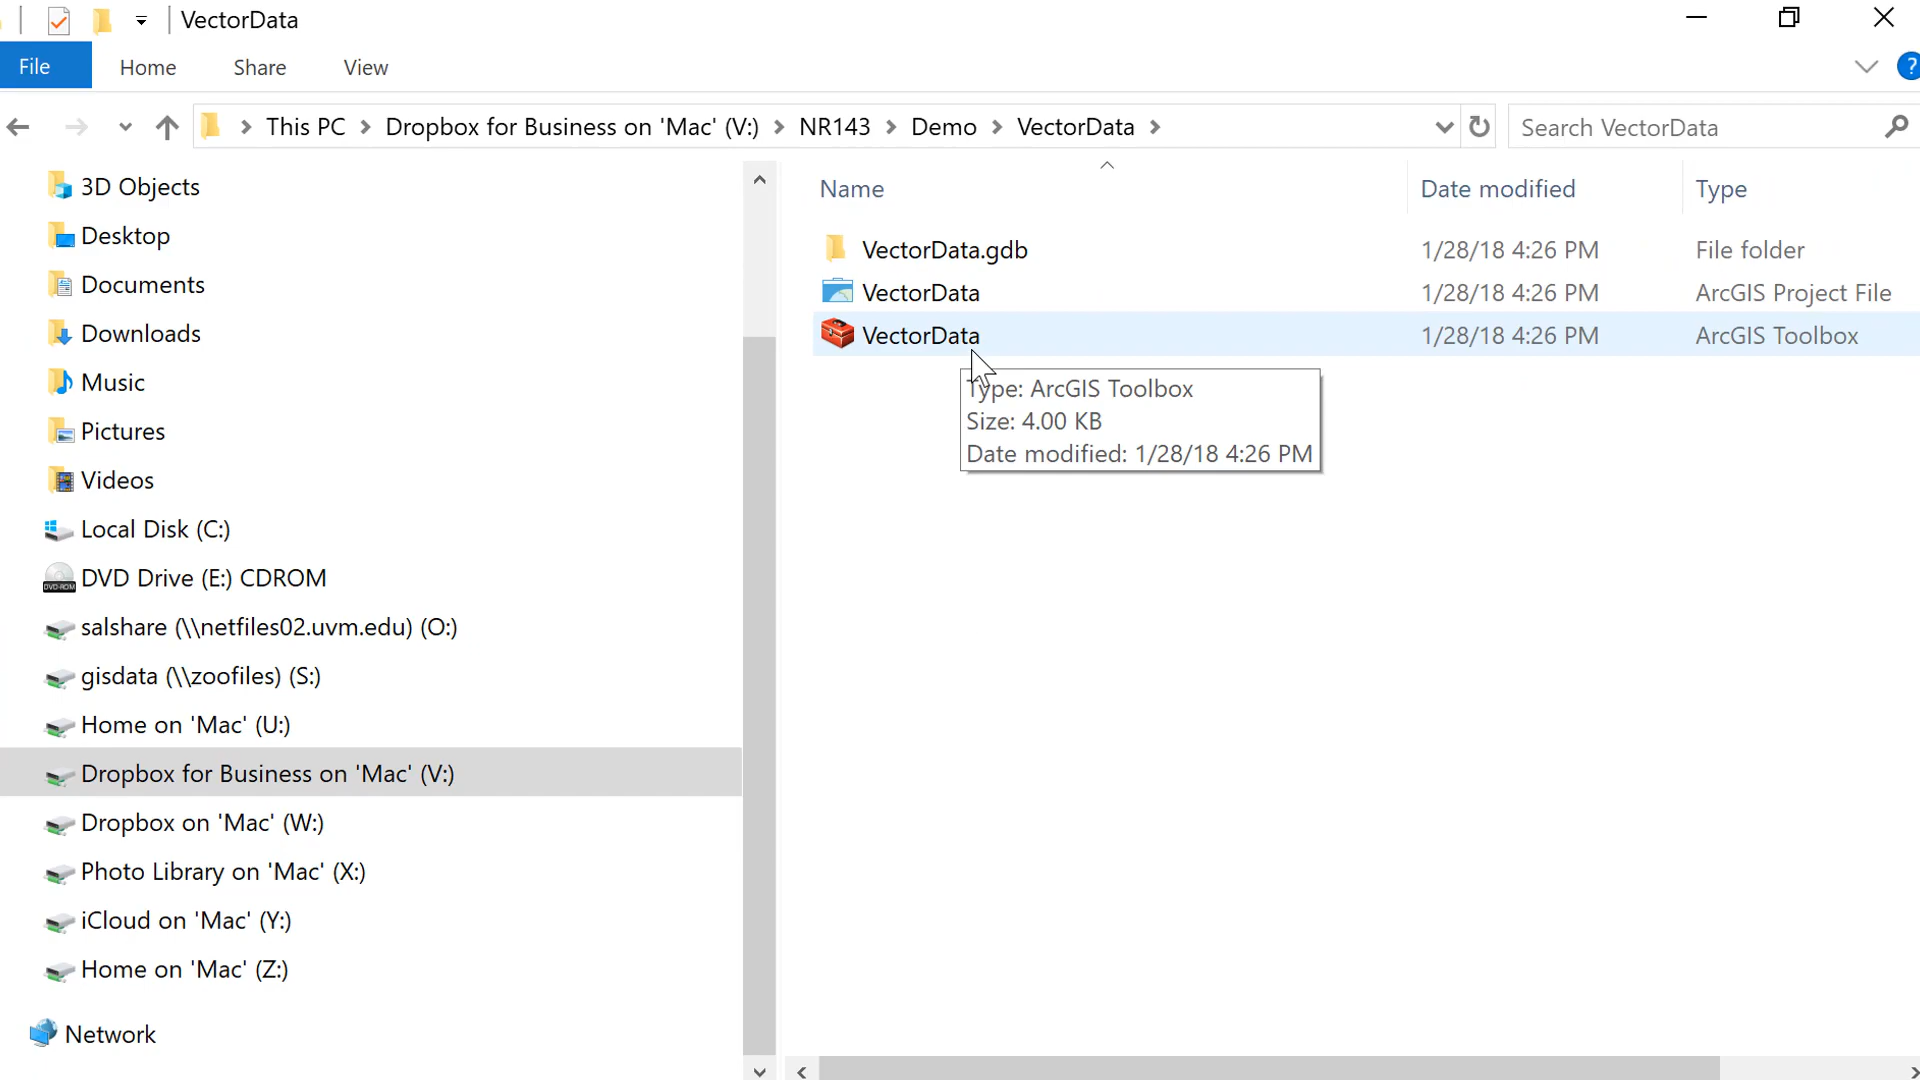 VectorData
File Home Share View ?
This PC Dropbox for Business on 'Mac' (V:) NR143 Demo VectorData Search VectorData
3D Objects
Desktop
Documents
Downloads
Music
Pictures
Videos
Local Disk (C:)
DVD Drive (E:) CDROM
salshare (\\netfiles02.uvm.edu) (O:)
gisdata (\\zoofiles) (S:)
Home on 'Mac' (U:)
Dropbox for Business on 'Mac' (V:)
Dropbox on 'Mac' (W:)
Photo Library on 'Mac' (X:)
iCloud on 'Mac' (Y:)
Home on 'Mac' (Z:)
Network
Name Date modified Type
VectorData.gdb 1/28/18 4:26 PM File folder
VectorData 1/28/18 4:26 PM ArcGIS Project File
VectorData 1/28/18 4:26 PM ArcGIS Toolbox
Type: ArcGIS Toolbox
Size: 4.00 KB
Date modified: 1/28/18 4:26 PM